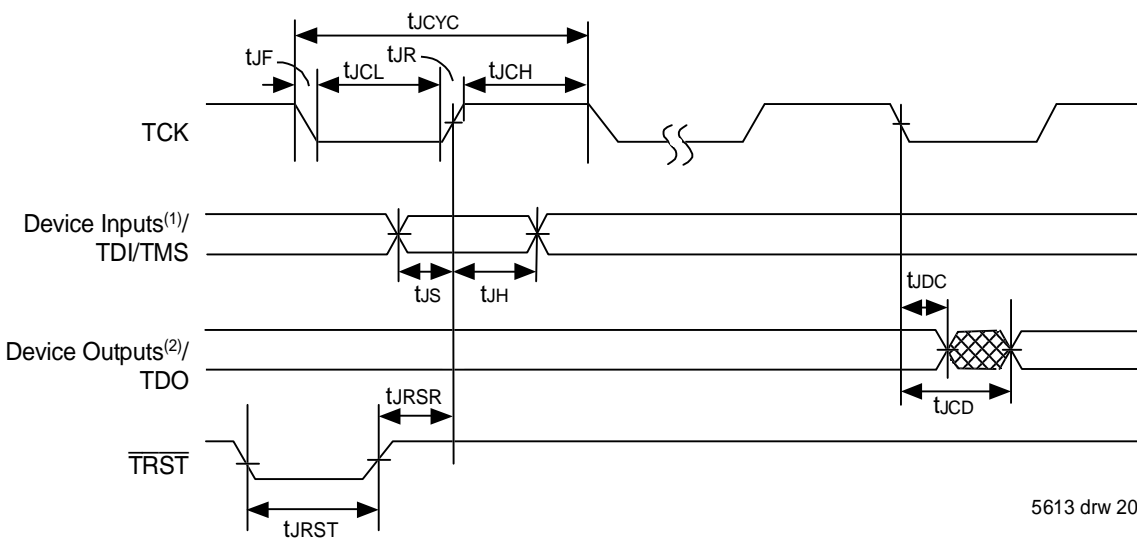 tJCYC
tJF
tJCL
tJR
tJCH
TCK
Device Inputs(1)/
TDI/TMS
tJS
tJH
tJDC
Device Outputs(2)/
TDO
tJRSR
tJCD
TRST
tJRST
5613 drw 20